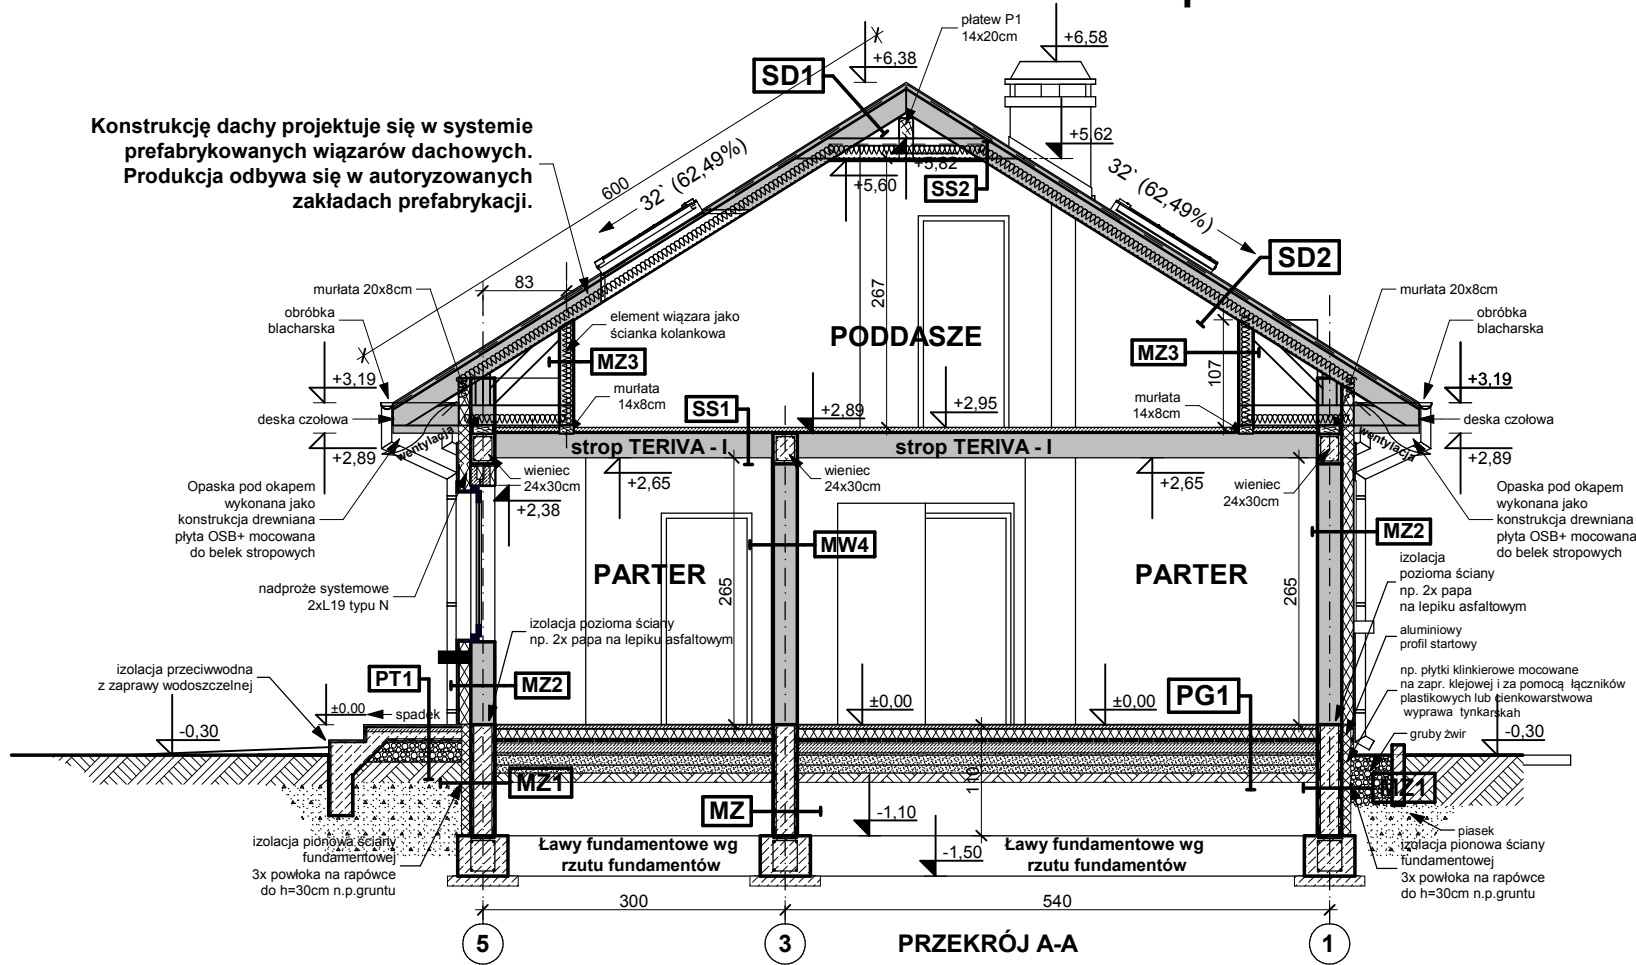 płatew P1
14x20cm
+6,58
+6,38
SD1
+5,62
Konstrukcję dachy projektuje się w systemie
prefabrykowanych wiązarów dachowych.
Produkcja odbywa się w autoryzowanych
zakładach prefabrykacji.
600
32` (62,49%)
32` (62,49%)
+5,82
+5,60
SS2
SD2
83
murłata 20x8cm
obróbka
blacharska
element wiązara jako
ścianka kolankowa
267
murłata 20x8cm
obróbka
blacharska
PODDASZE
MZ3
MZ3
107
+3,19
+3,19
murłata
14x8cm
SS1
+2,89
+2,95
murłata
14x8cm
deska czołowa
deska czołowa
wentylacja
wentylacja
strop TERIVA - I
strop TERIVA - I
+2,89
+2,89
wieniec
24x30cm
+2,65
wieniec
24x30cm
+2,65
wieniec
24x30cm
+2,38
Opaska pod okapem
wykonana jako
konstrukcja drewniana
płyta OSB+ mocowana
do belek stropowych
Opaska pod okapem
wykonana jako
konstrukcja drewniana
płyta OSB+ mocowana
do belek stropowych
MW4
MZ2
PARTER
PARTER
265
265
izolacja
pozioma ściany
np. 2x papa
na lepiku asfaltowym
nadproże systemowe
2xL19 typu N
izolacja pozioma ściany
np. 2x papa na lepiku asfaltowym
aluminiowy
profil startowy
izolacja przeciwwodna
z zaprawy wodoszczelnej
PT1
MZ2
PG1
np. płytki klinkierowe mocowane
na zapr. klejowej i za pomocą łączników
plastikowych lub cienkowarstwowa
wyprawa tynkarskah
±0,00
spadek
±0,00
±0,00
-0,30
gruby żwir
-0,30
MZ1
110
MZ1
MZ
-1,10
piasek
izolacja pionowa ściany
fundamentowej
3x powłoka na rapówce
do h=30cm n.p.gruntu
Ławy fundamentowe wg
rzutu fundamentów
-1,50
Ławy fundamentowe wg
rzutu fundamentów
izolacja pionowa ściany
fundamentowej
3x powłoka na rapówce
do h=30cm n.p.gruntu
300
540
5
3
PRZEKRÓJ A-A
1